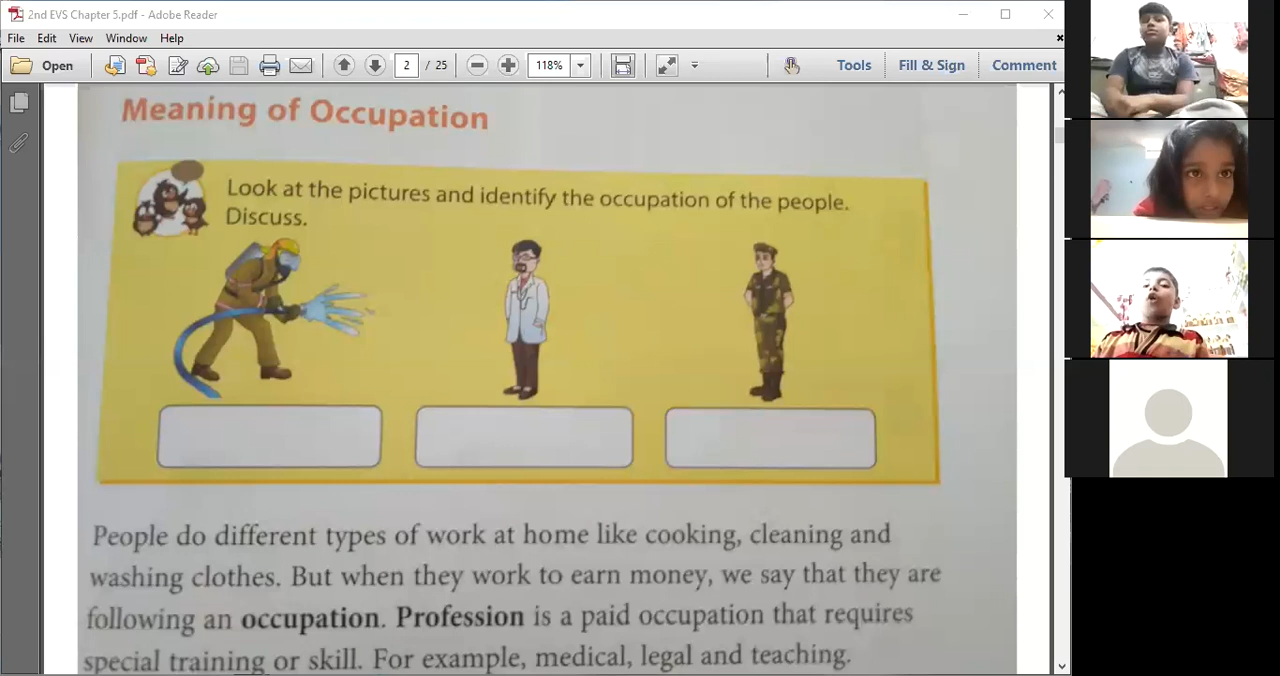 2nd EVS Chapter 5.pdf - Adobe Reader
File Edit View Window Help
Open 2 / 25 118% Tools Fill & Sign Comment
Meaning of Occupation
Look at the pictures and identify the occupation of the people.
Discuss.
People do different types of work at home like cooking, cleaning and
washing clothes. But when they work to earn money, we say that they are
following an occupation. Profession is a paid occupation that requires
special training or skill. For example, medical, legal and teaching.